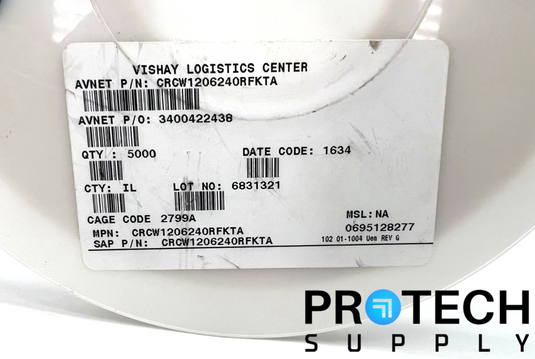 VISHAY LOGISTICS CENTER
AVNET P/N: CRCW1206240RFKTA
AVNET P/O: 3400422438
QTY : 5000 DATE CODE: 1634
CTY: IL LOT NO: 6831321
CAGE CODE 2799A MSL: NA
MPN: CRCW1206240RFKTA 0695128277
SAP P/N: CRCW1206240RFKTA 102 01-1004 Uen REV G
PROTECH
SUPPLY